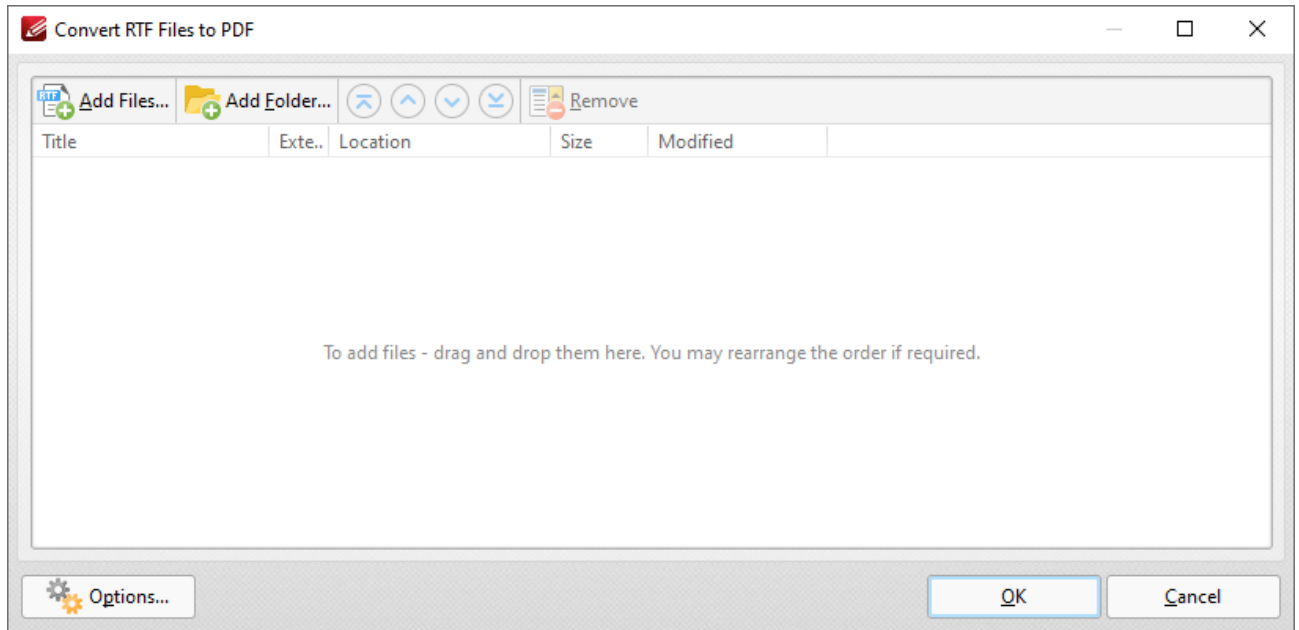 Convert RTF Files to PDF
RTF Add Files... Add Folder... Remove
Title Exte.. Location Size Modified
To add files - drag and drop them here. You may rearrange the order if required.
Options... OK Cancel